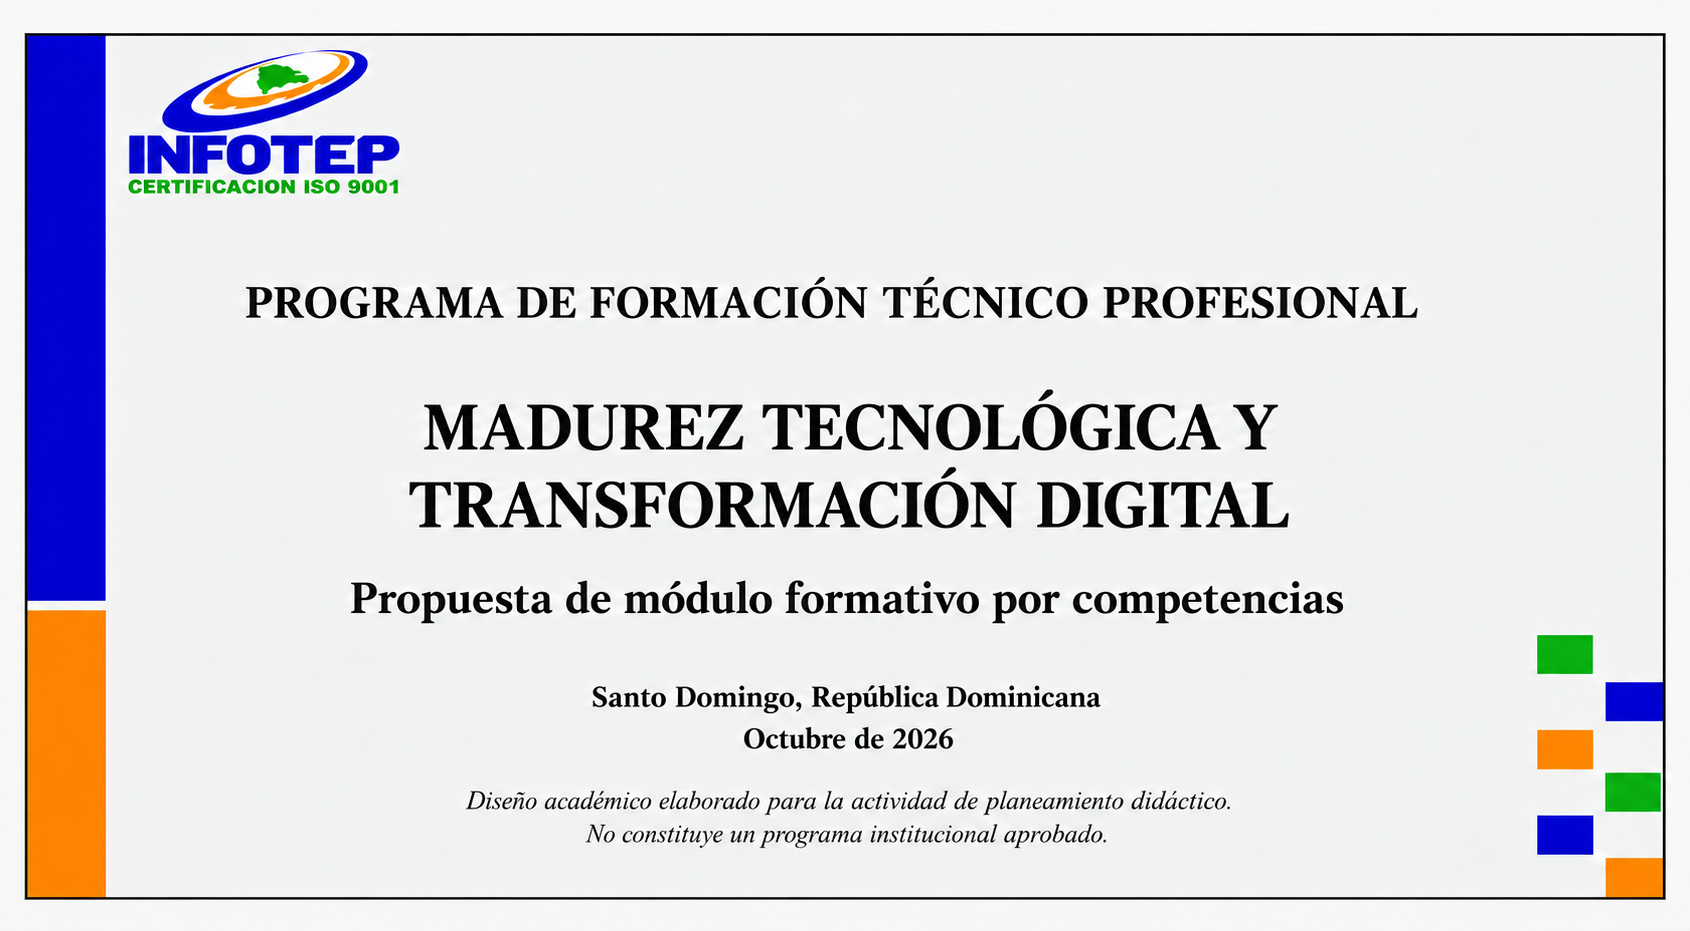 INFOTEP
CERTIFICACION ISO 9001
PROGRAMA DE FORMACIÓN TÉCNICO PROFESIONAL
MADUREZ TECNOLÓGICA Y
TRANSFORMACIÓN DIGITAL
Propuesta de módulo formativo por competencias
Santo Domingo, República Dominicana
Octubre de 2026
Diseño académico elaborado para la actividad de planeamiento didáctico.
No constituye un programa institucional aprobado.